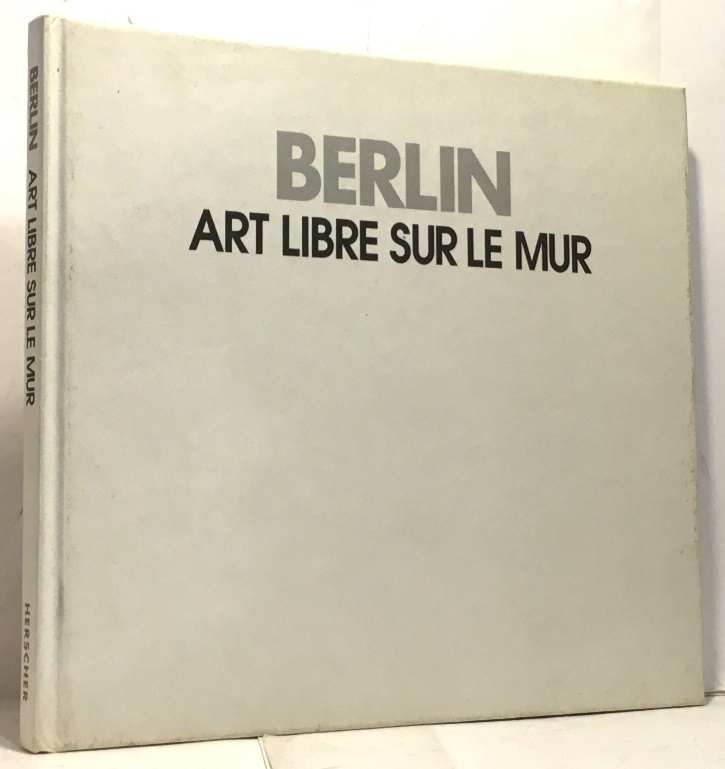 BERLIN
ART LIBRE SUR LE MUR
BERLIN ART LIBRE SUR LE MUR
HERSCHER